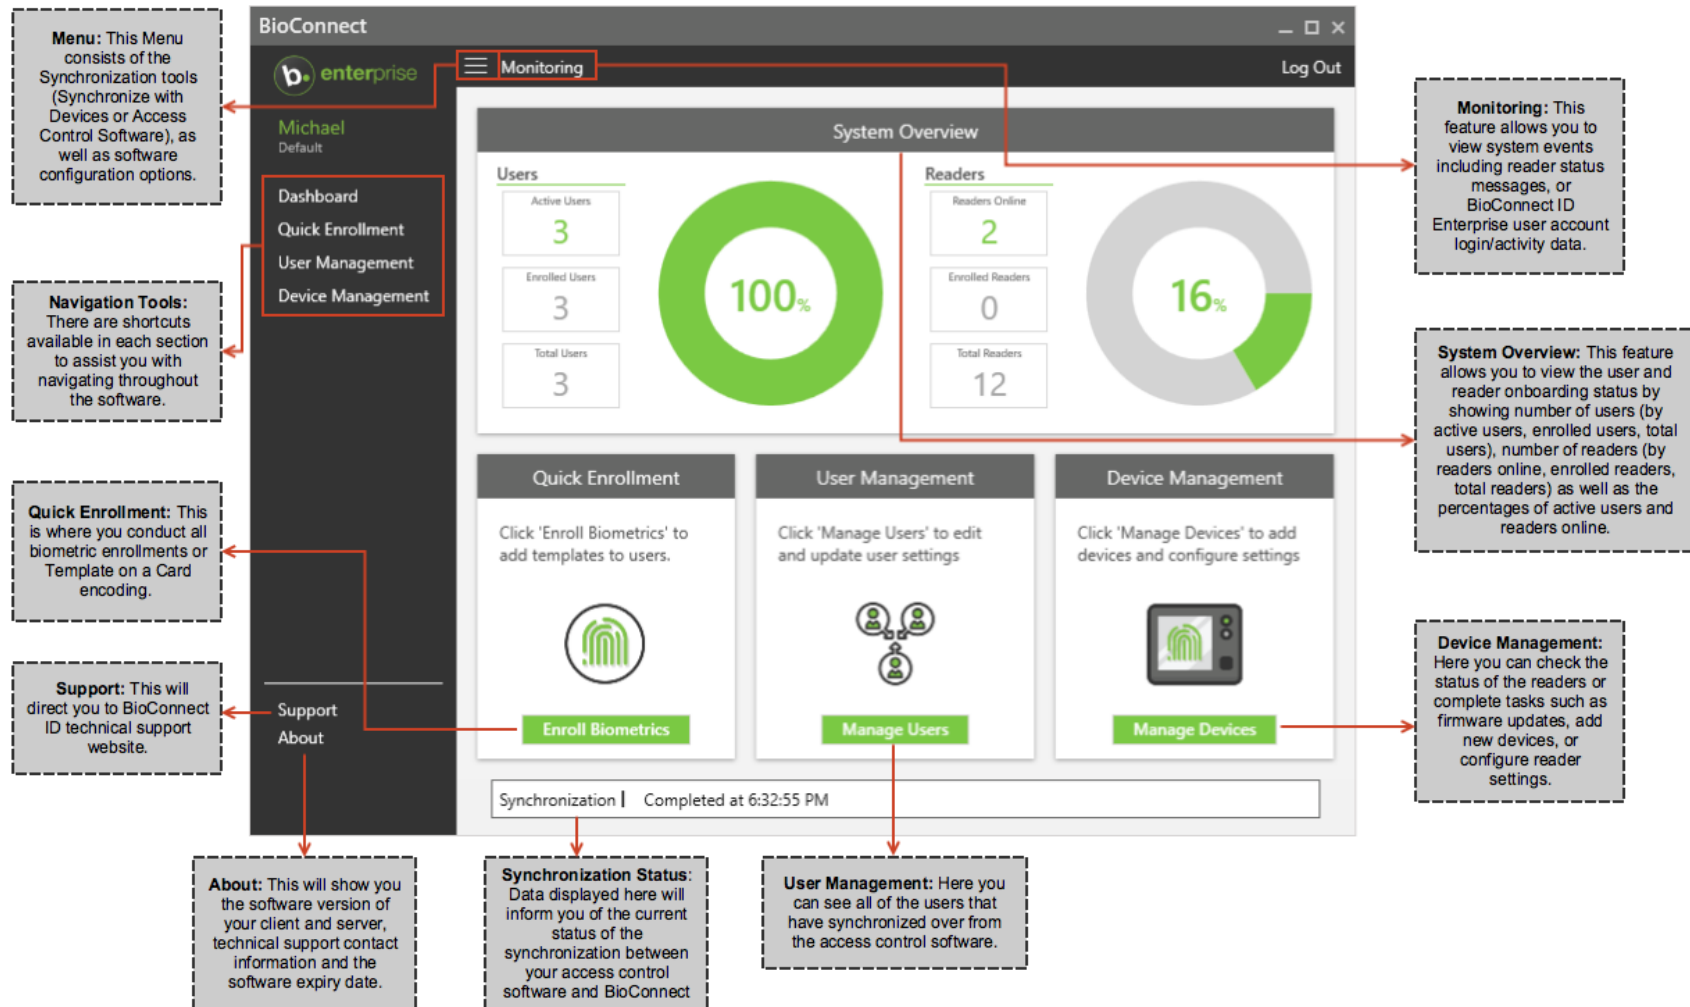 Menu: This Menu
consists of the
Synchronization tools
(Synchronize with
Devices or Access
Control Software), as
well as software
configuration options.
Navigation Tools:
There are shortcuts
available in each section
to assist you with
navigating throughout
the software.
Quick Enrollment: This
is where you conduct all
biometric enrollments or
Template on a Card
encoding.
Support: This will
direct you to BioConnect
ID technical support
website.
BioConnect
b. enterprise
Monitoring
Log Out
Michael
Default
Dashboard
Quick Enrollment
User Management
Device Management
Support
About
System Overview
Users
Active Users
3
Enrolled Users
3
Total Users
3
100%
Readers
Readers Online
2
Enrolled Readers
0
Total Readers
12
16%
Quick Enrollment
Click 'Enroll Biometrics' to
add templates to users.
Enroll Biometrics
User Management
Click 'Manage Users' to edit
and update user settings
Manage Users
Device Management
Click 'Manage Devices' to add
devices and configure settings
Manage Devices
Synchronization | Completed at 6:32:55 PM
Monitoring: This
feature allows you to
view system events
including reader status
messages, or
BioConnect ID
Enterprise user account
login/activity data.
System Overview: This feature
allows you to view the user and
reader onboarding status by
showing number of users (by
active users, enrolled users, total
users), number of readers (by
readers online, enrolled readers,
total readers) as well as the
percentages of active users and
readers online.
Device Management:
Here you can check the
status of the readers or
complete tasks such as
firmware updates, add
new devices, or
configure reader
settings.
About: This will show you
the software version of
your client and server,
technical support contact
information and the
software expiry date.
Synchronization Status:
Data displayed here will
inform you of the current
status of the
synchronization between
your access control
software and BioConnect
User Management: Here you
can see all of the users that
have synchronized over from
the access control software.